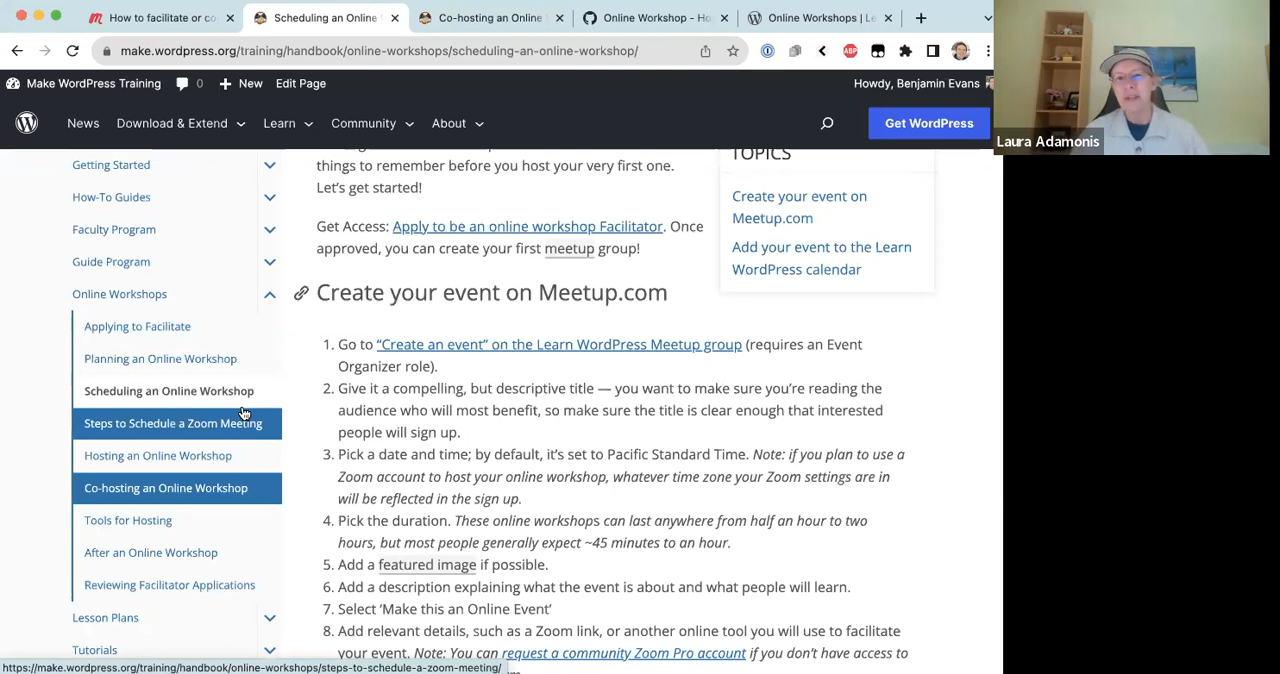 How to facilitate or co
Scheduling an Online
Co-hosting an Online
Online Workshop - Ho
Online Workshops | Le
make.wordpress.org/training/handbook/online-workshops/scheduling-an-online-workshop/
ABP
Make WordPress Training
0
New
Edit Page
Howdy, Benjamin Evans
News
Download & Extend
Learn
Community
About
Get WordPress
Laura Adamonis
Getting Started
How-To Guides
Faculty Program
Guide Program
Online Workshops
Applying to Facilitate
Planning an Online Workshop
Scheduling an Online Workshop
Steps to Schedule a Zoom Meeting
Hosting an Online Workshop
Co-hosting an Online Workshop
Tools for Hosting
After an Online Workshop
Reviewing Facilitator Applications
Lesson Plans
Tutorials
things to remember before you host your very first one.
Let's get started!
Get Access: Apply to be an online workshop Facilitator. Once
approved, you can create your first meetup group!
Create your event on Meetup.com
1. Go to “Create an event” on the Learn WordPress Meetup group (requires an Event
Organizer role).
2. Give it a compelling, but descriptive title — you want to make sure you're reading the
audience who will most benefit, so make sure the title is clear enough that interested
people will sign up.
3. Pick a date and time; by default, it's set to Pacific Standard Time. Note: if you plan to use a
Zoom account to host your online workshop, whatever time zone your Zoom settings are in
will be reflected in the sign up.
4. Pick the duration. These online workshops can last anywhere from half an hour to two
hours, but most people generally expect ~45 minutes to an hour.
5. Add a featured image if possible.
6. Add a description explaining what the event is about and what people will learn.
7. Select 'Make this an Online Event'
8. Add relevant details, such as a Zoom link, or another online tool you will use to facilitate
your event. Note: You can request a community Zoom Pro account if you don't have access to
TOPICS
Create your event on
Meetup.com
Add your event to the Learn
WordPress calendar
https://make.wordpress.org/training/handbook/online-workshops/steps-to-schedule-a-zoom-meeting/